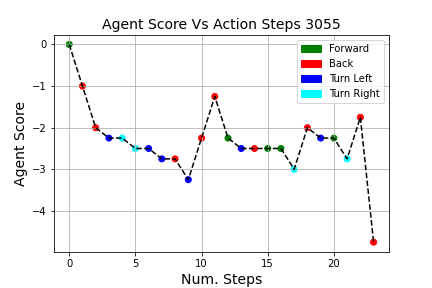 Agent Score Vs Action Steps 3055
Forward
Back
Turn Left
Turn Right
Agent Score
0
−1
−2
−3
−4
0
5
10
15
20
Num. Steps